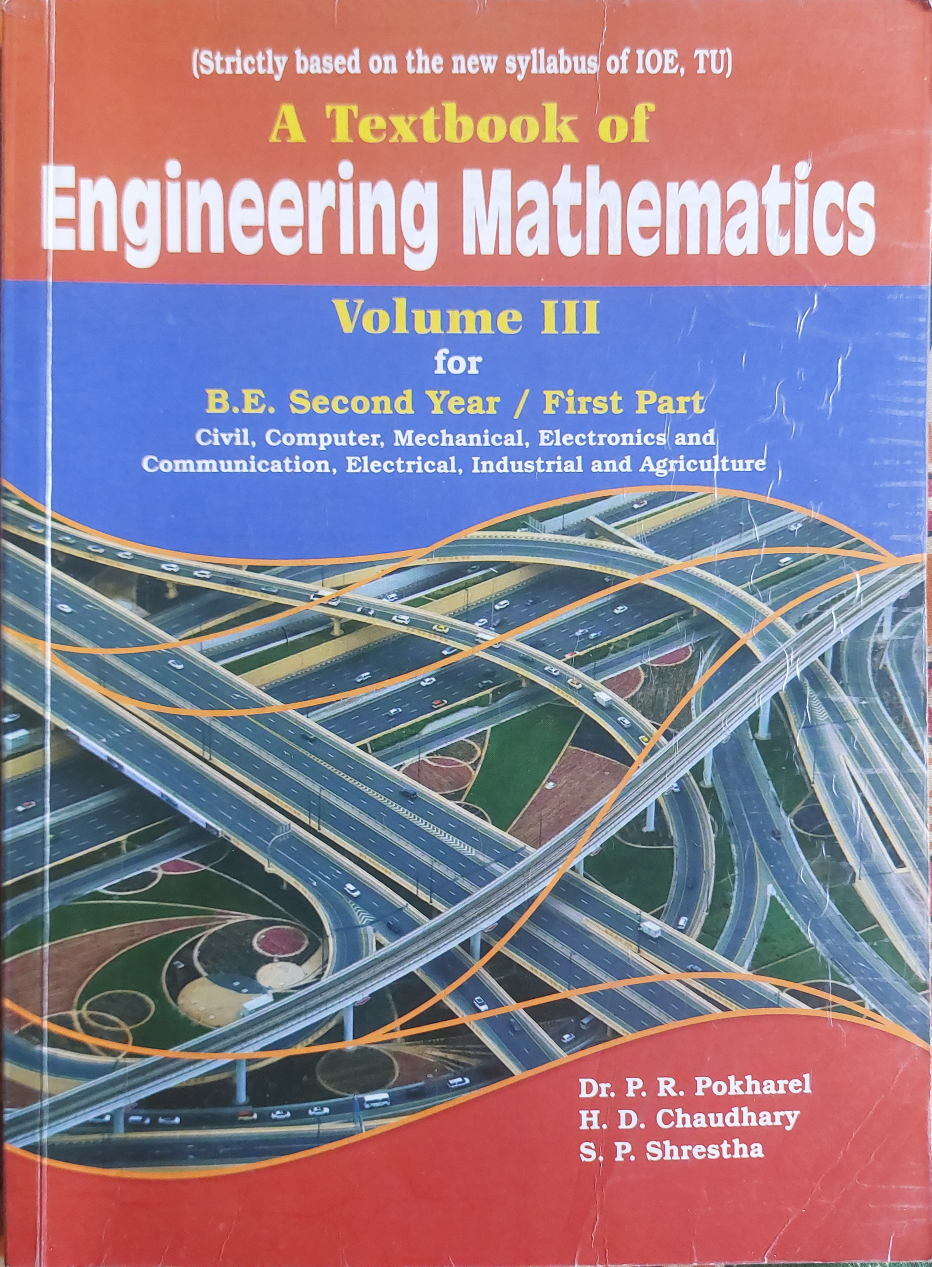 (Strictly based on the new syllabus of IOE, TU)
A Textbook of
Engineering Mathematics
Volume III
for
B.E. Second Year / First Part
Civil, Computer, Mechanical, Electronics and
Communication, Electrical, Industrial and Agriculture
Dr. P. R. Pokharel
H. D. Chaudhary
S. P. Shrestha